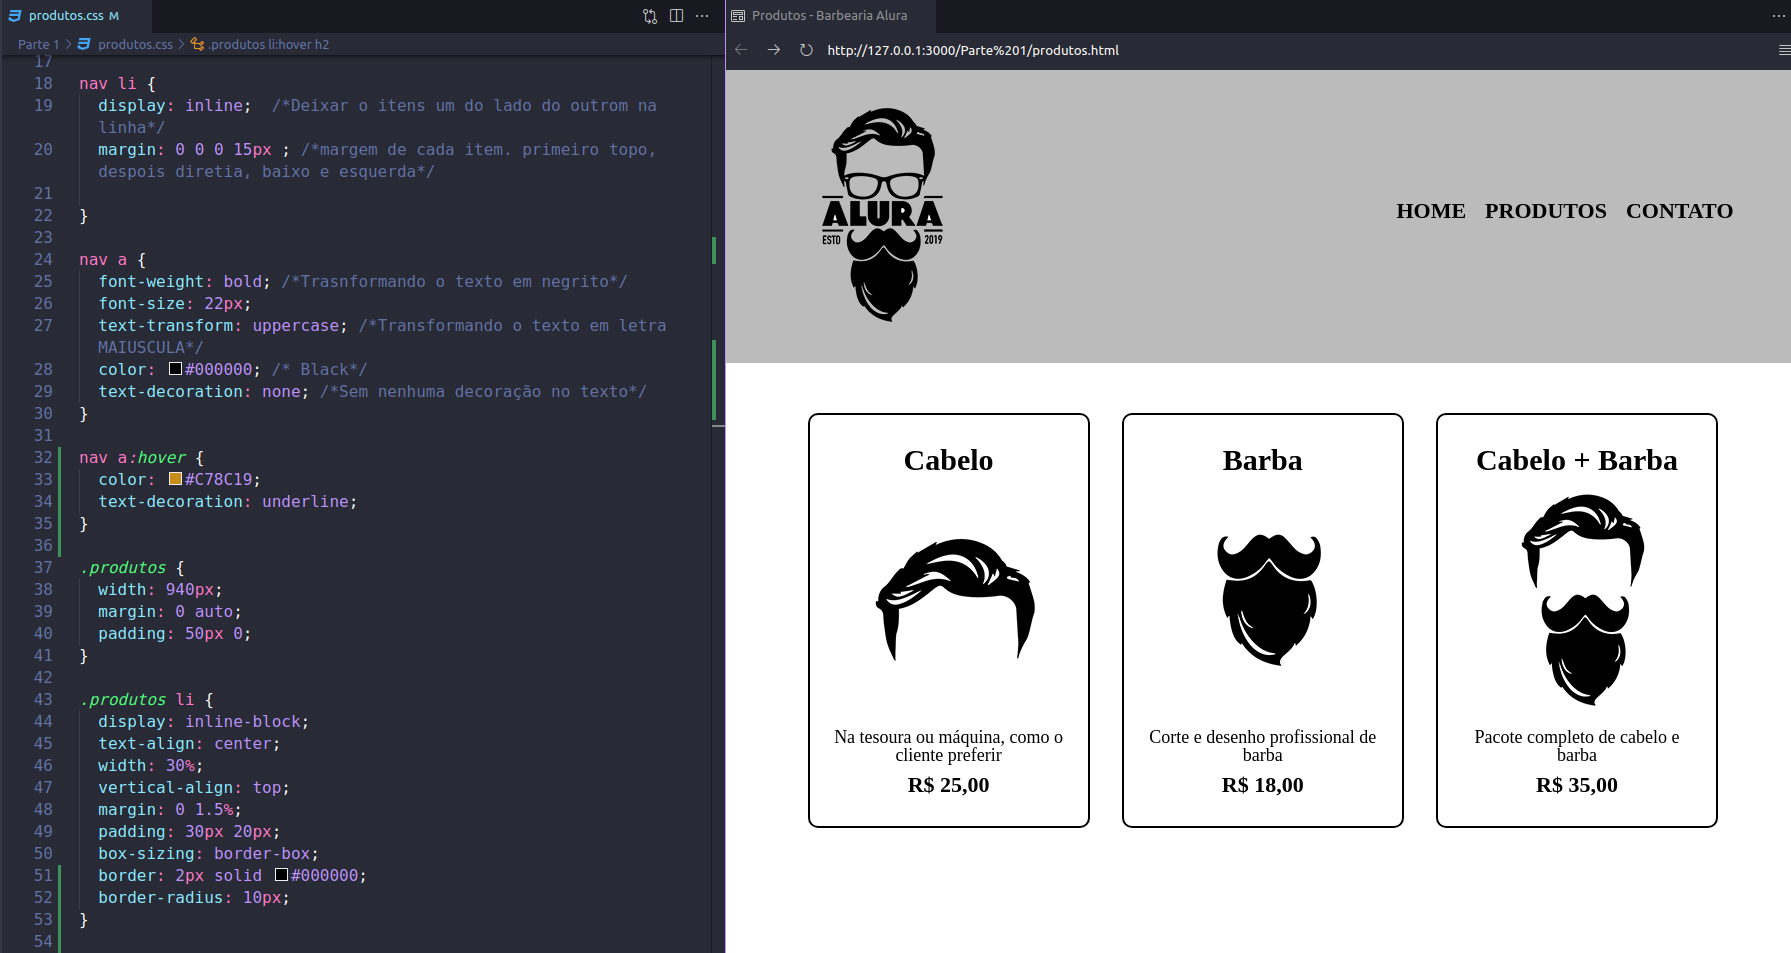 produtos.css M
Parte 1 > produtos.css > .produtos li:hover h2
17
18 nav li {
19 display: inline;  /*Deixar o itens um do lado do outrom na
linha*/
20 margin: 0 0 0 15px ; /*margem de cada item. primeiro topo,
despois diretia, baixo e esquerda*/
21
22 }
23
24 nav a {
25 font-weight: bold; /*Trasnformando o texto em negrito*/
26 font-size: 22px;
27 text-transform: uppercase; /*Transformando o texto em letra
MAIUSCULA*/
28 color: #000000; /* Black*/
29 text-decoration: none; /*Sem nenhuma decoração no texto*/
30 }
31
32 nav a:hover {
33 color: #C78C19;
34 text-decoration: underline;
35 }
36
37 .produtos {
38 width: 940px;
39 margin: 0 auto;
40 padding: 50px 0;
41 }
42
43 .produtos li {
44 display: inline-block;
45 text-align: center;
46 width: 30%;
47 vertical-align: top;
48 margin: 0 1.5%;
49 padding: 30px 20px;
50 box-sizing: border-box;
51 border: 2px solid #000000;
52 border-radius: 10px;
53 }
54
Produtos - Barbearia Alura
http://127.0.0.1:3000/Parte%201/produtos.html
ALURA
ESTD 2019
HOME PRODUTOS CONTATO
Cabelo
Na tesoura ou máquina, como o
cliente preferir
R$ 25,00
Barba
Corte e desenho profissional de
barba
R$ 18,00
Cabelo + Barba
Pacote completo de cabelo e
barba
R$ 35,00